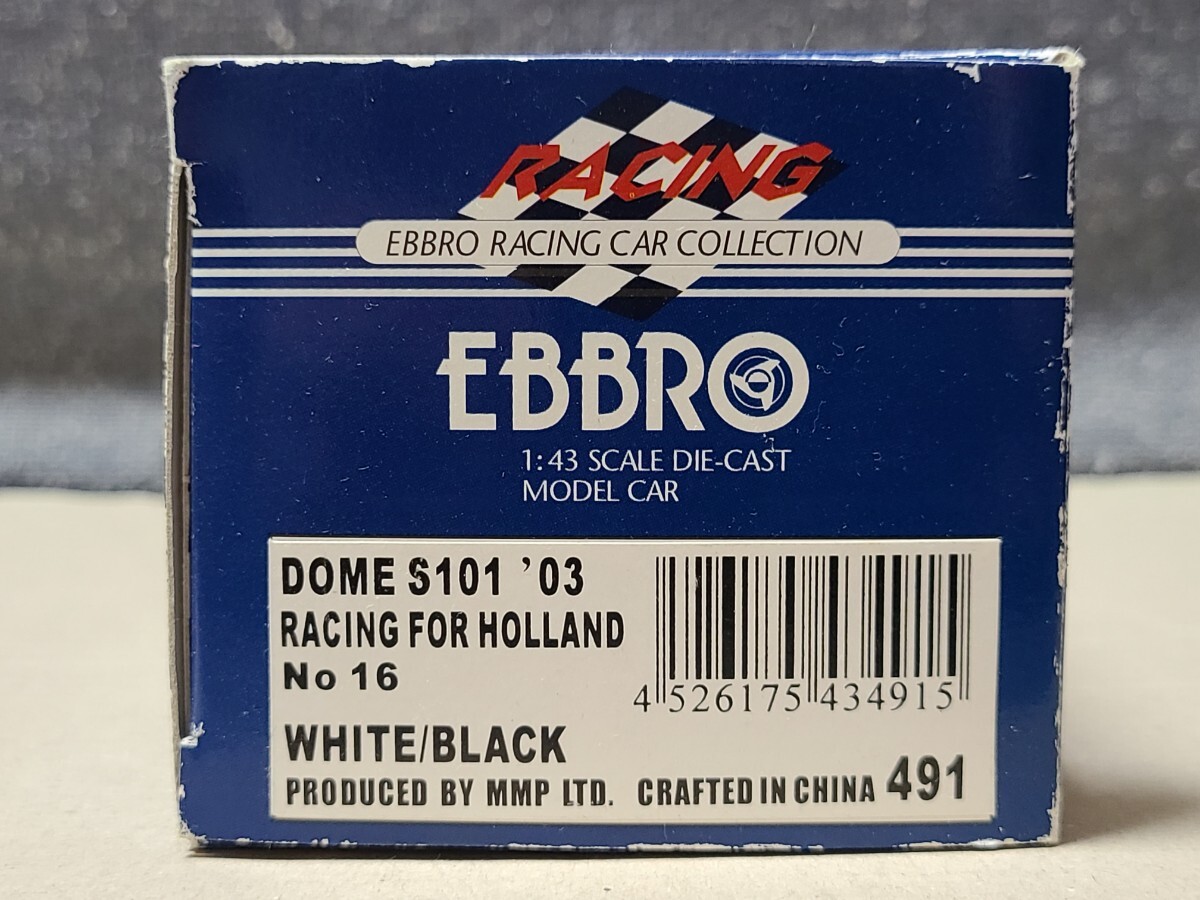 RACING
EBBRO RACING CAR COLLECTION
EBBRO
1:43 SCALE DIE-CAST
MODEL CAR
DOME S101 ’03
RACING FOR HOLLAND
No 16
4 526175 434915
WHITE/BLACK
PRODUCED BY MMP LTD. CRAFTED IN CHINA 491